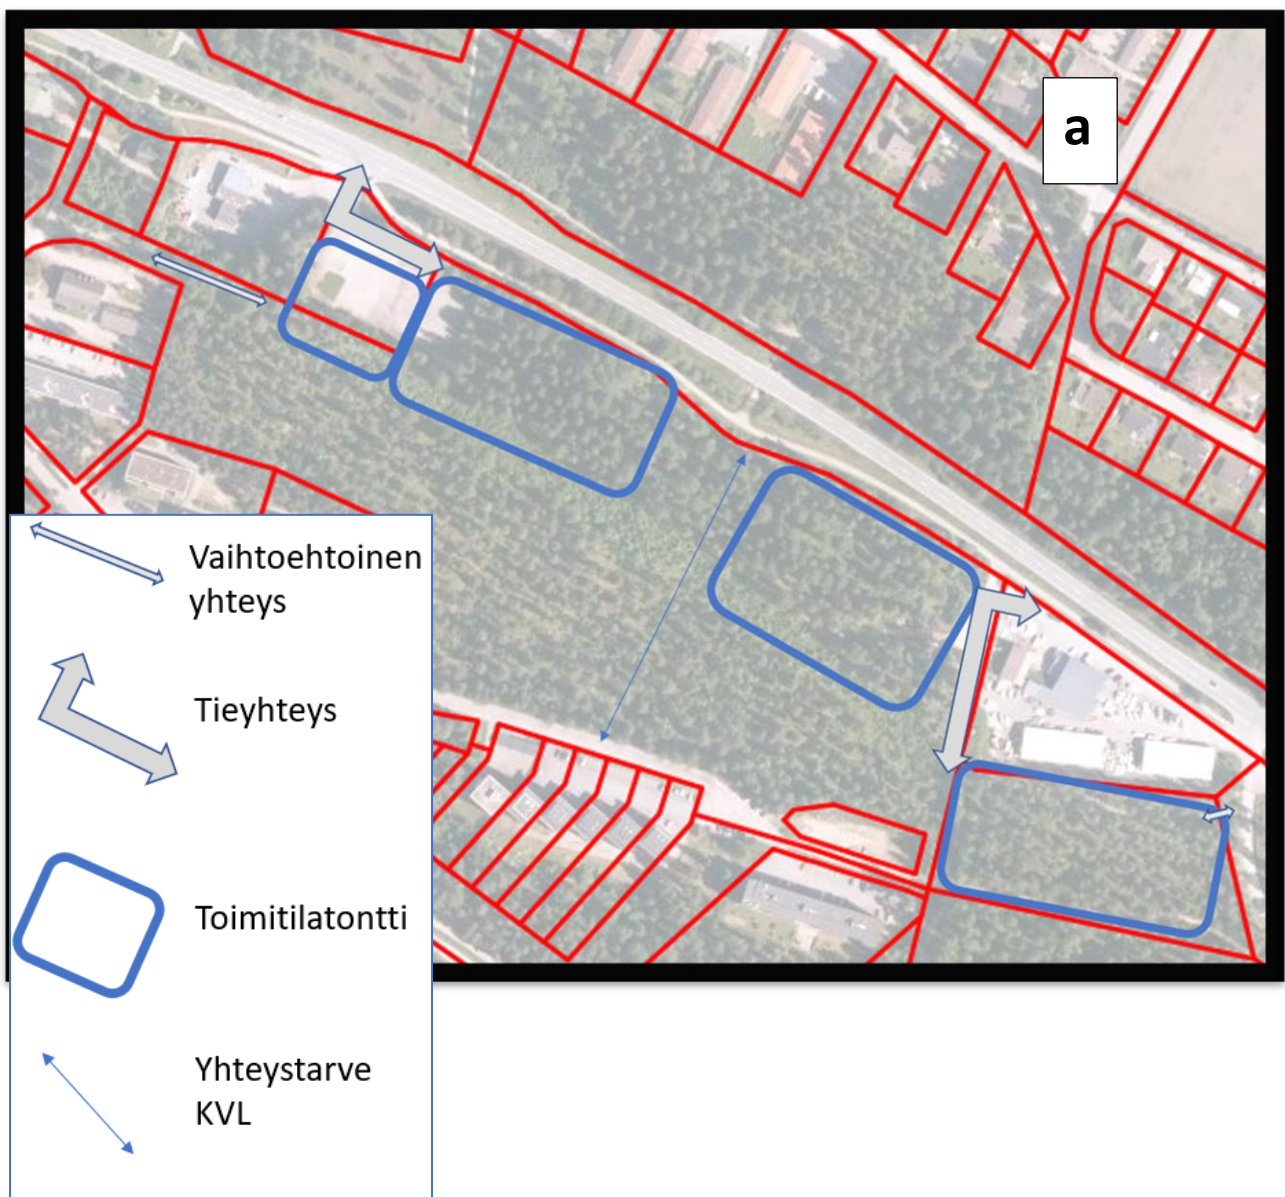 a
Vaihtoehtoinen
yhteys
Tieyhteys
Toimitilatontti
Yhteystarve
KVL